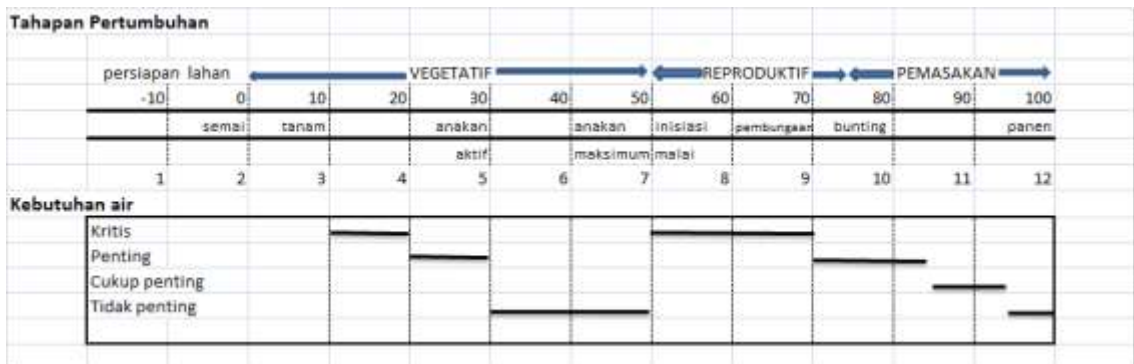 Tahapan Pertumbuhan
persiapan lahan VEGETATIF REPRODUKTIF PEMASAKAN
-10 0 10 20 30 40 50 60 70 80 90 100
semai tanam anakan anakan inisiasi pembungaan bunting panen
aktif maksimum malai
1 2 3 4 5 6 7 8 9 10 11 12
Kebutuhan air
Kritis
Penting
Cukup penting
Tidak penting